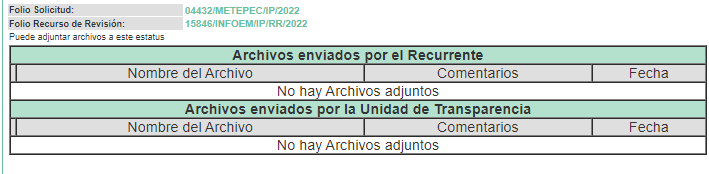 Folio Solicitud: 04432/METEPEC/IP/2022
Folio Recurso de Revisión: 15846/INFOEM/IP/RR/2022
Puede adjuntar archivos a este estatus
Archivos enviados por el Recurrente
Nombre del Archivo Comentarios Fecha
No hay Archivos adjuntos
Archivos enviados por la Unidad de Transparencia
Nombre del Archivo Comentarios Fecha
No hay Archivos adjuntos